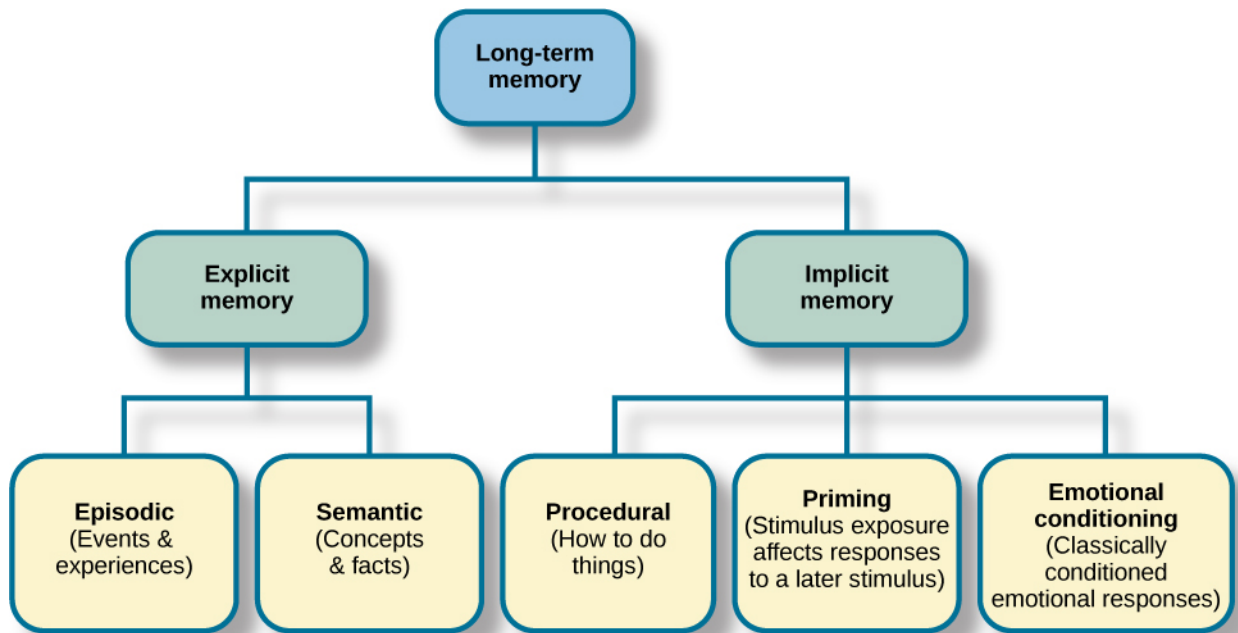 Long-term
memory
Explicit
memory
Implicit
memory
Episodic
(Events &
experiences)
Semantic
(Concepts
& facts)
Procedural
(How to do
things)
Priming
(Stimulus exposure
affects responses
to a later stimulus)
Emotional
conditioning
(Classically
conditioned
emotional responses)